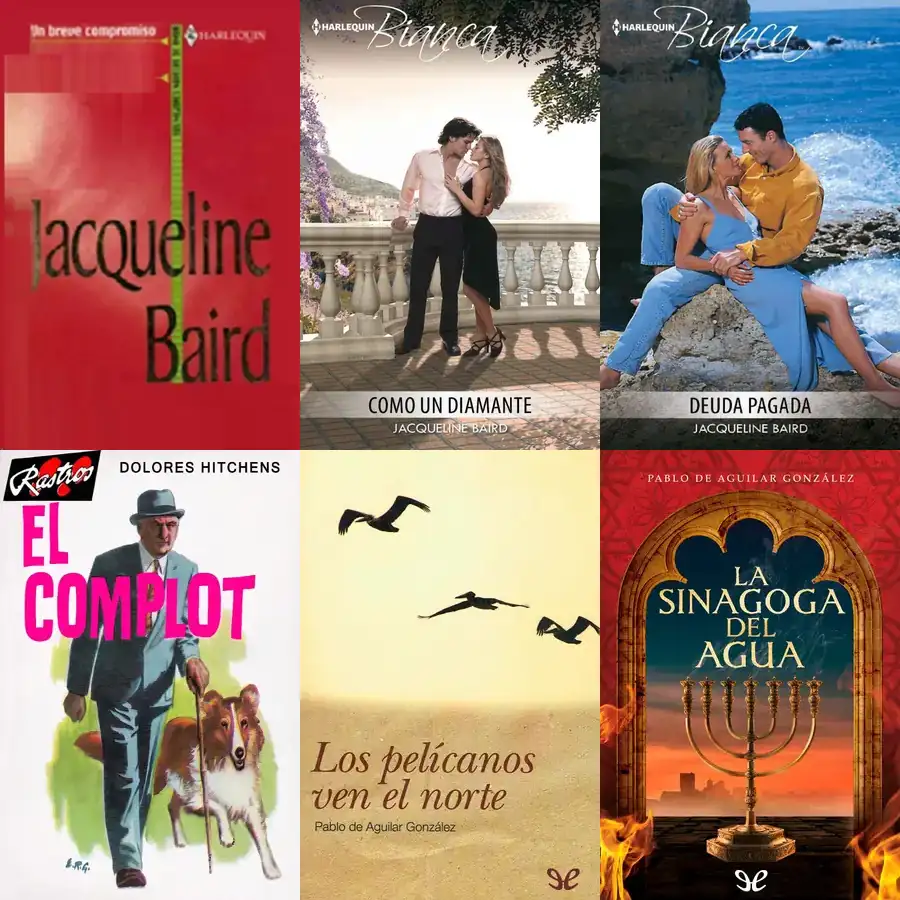 Un breve compromiso
HARLEQUIN
Jacqueline
Baird
HARLEQUIN
Bianca
COMO UN DIAMANTE
JACQUELINE BAIRD
HARLEQUIN
Bianca
DEUDA PAGADA
JACQUELINE BAIRD
Rastros
DOLORES HITCHENS
EL
COMPLOT
E.R.G.
Los pelícanos
ven el norte
Pablo de Aguilar González
PABLO DE AGUILAR GONZÁLEZ
LA
SINAGOGA
DEL
AGUA